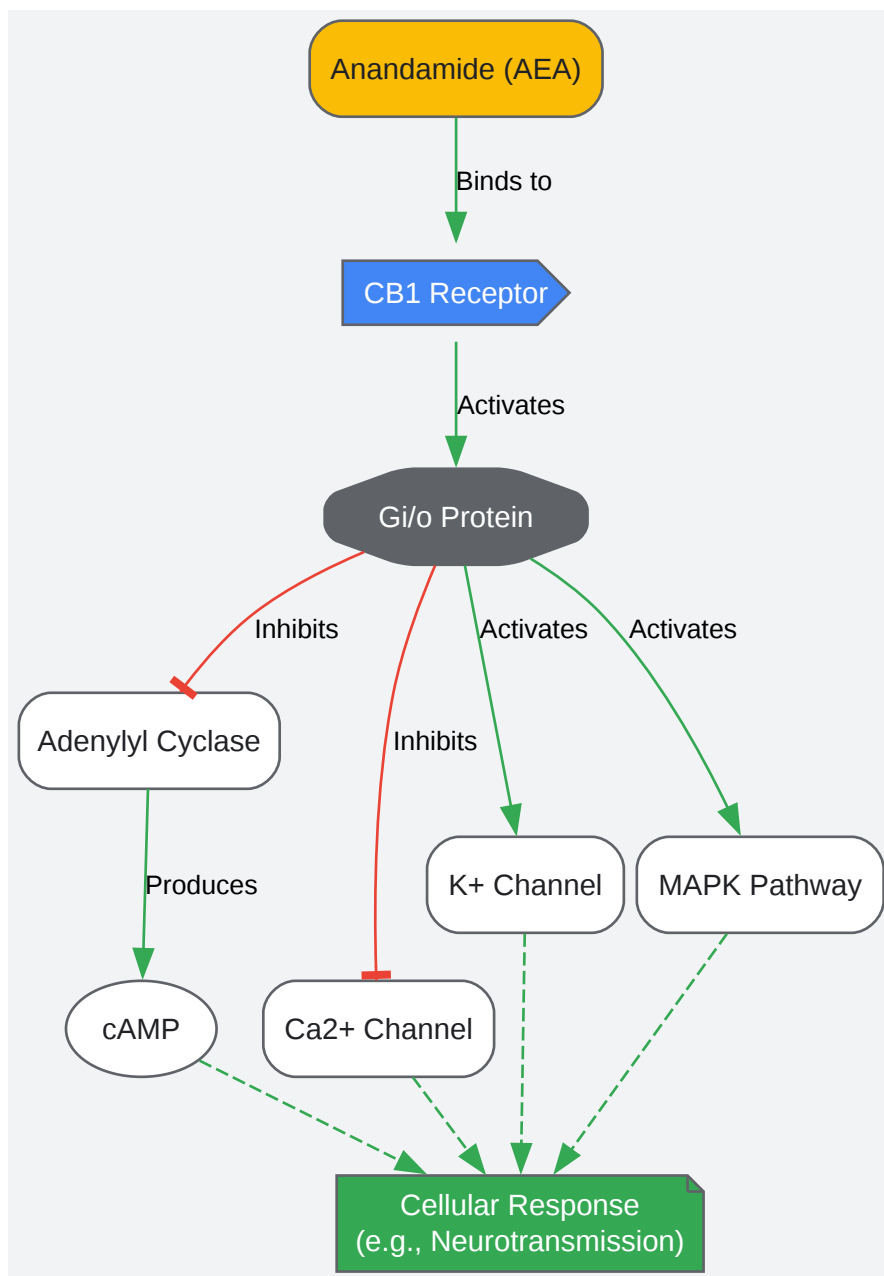 Anandamide (AEA)
Binds to
CB1 Receptor
Activates
Gi/o Protein
Inhibits
Activates
Activates
Adenylyl Cyclase
Inhibits
Produces
K+ Channel
MAPK Pathway
cAMP
Ca2+ Channel
Cellular Response
(e.g., Neurotransmission)